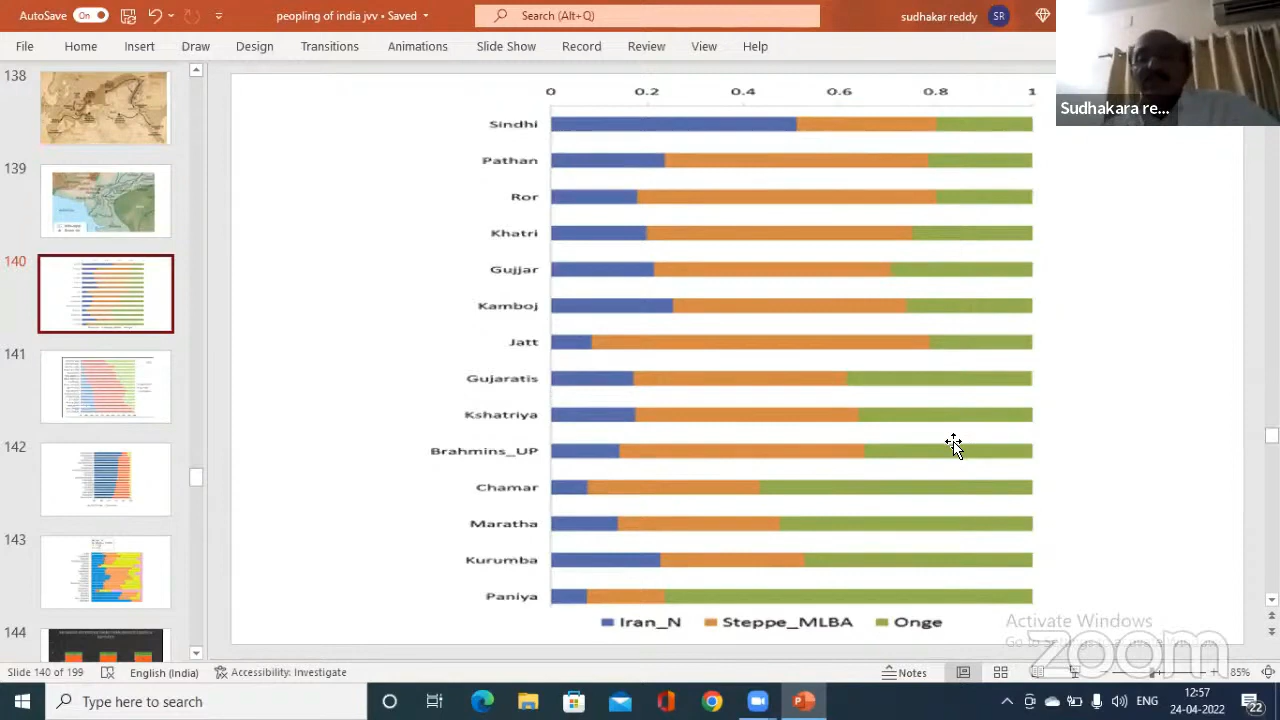 AutoSave On peopling of india jvv • Saved Search (Alt+Q) sudhakar reddy SR
File Home Insert Draw Design Transitions Animations Slide Show Record Review View Help
Sudhakara re...
138
139
140
141
142
143
144
0 0.2 0.4 0.6 0.8 1
Sindhi
Pathan
Ror
Khatri
Gujjar
Kamboj
Jatt
Gujaratis
Kshatriya
Brahmins_UP
Chamar
Maratha
Kurumba
Paniya
Iran_N Steppe_MLBA Onge
Activate Windows
zoom
Slide 140 of 199 English (India) Accessibility: Investigate Notes 85%
Type here to search ENG 12:57
24-04-2022 22